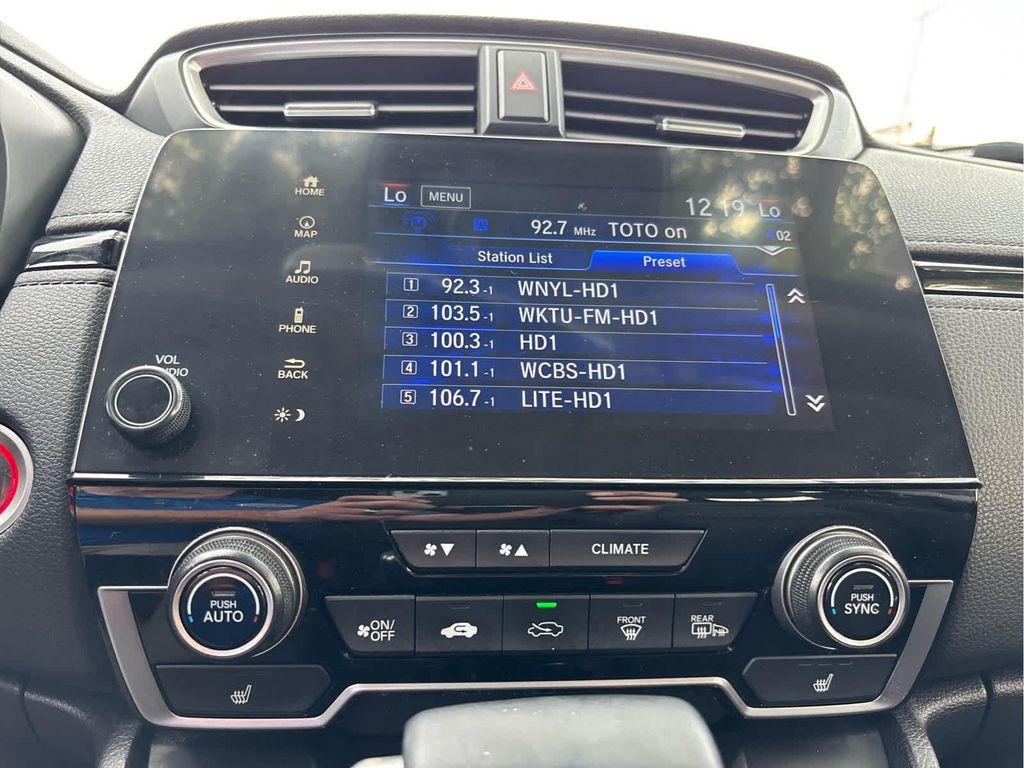 HOME
MAP
AUDIO
PHONE
BACK
VOL
Lo MENU 12 19 Lo
92.7 MHz TOTO on 02
Station List Preset
1 92.3-1 WNYL-HD1
2 103.5-1 WKTU-FM-HD1
3 100.3-1 HD1
4 101.1-1 WCBS-HD1
5 106.7-1 LITE-HD1
CLIMATE
PUSH
AUTO
ON/
OFF
FRONT
REAR
PUSH
SYNC